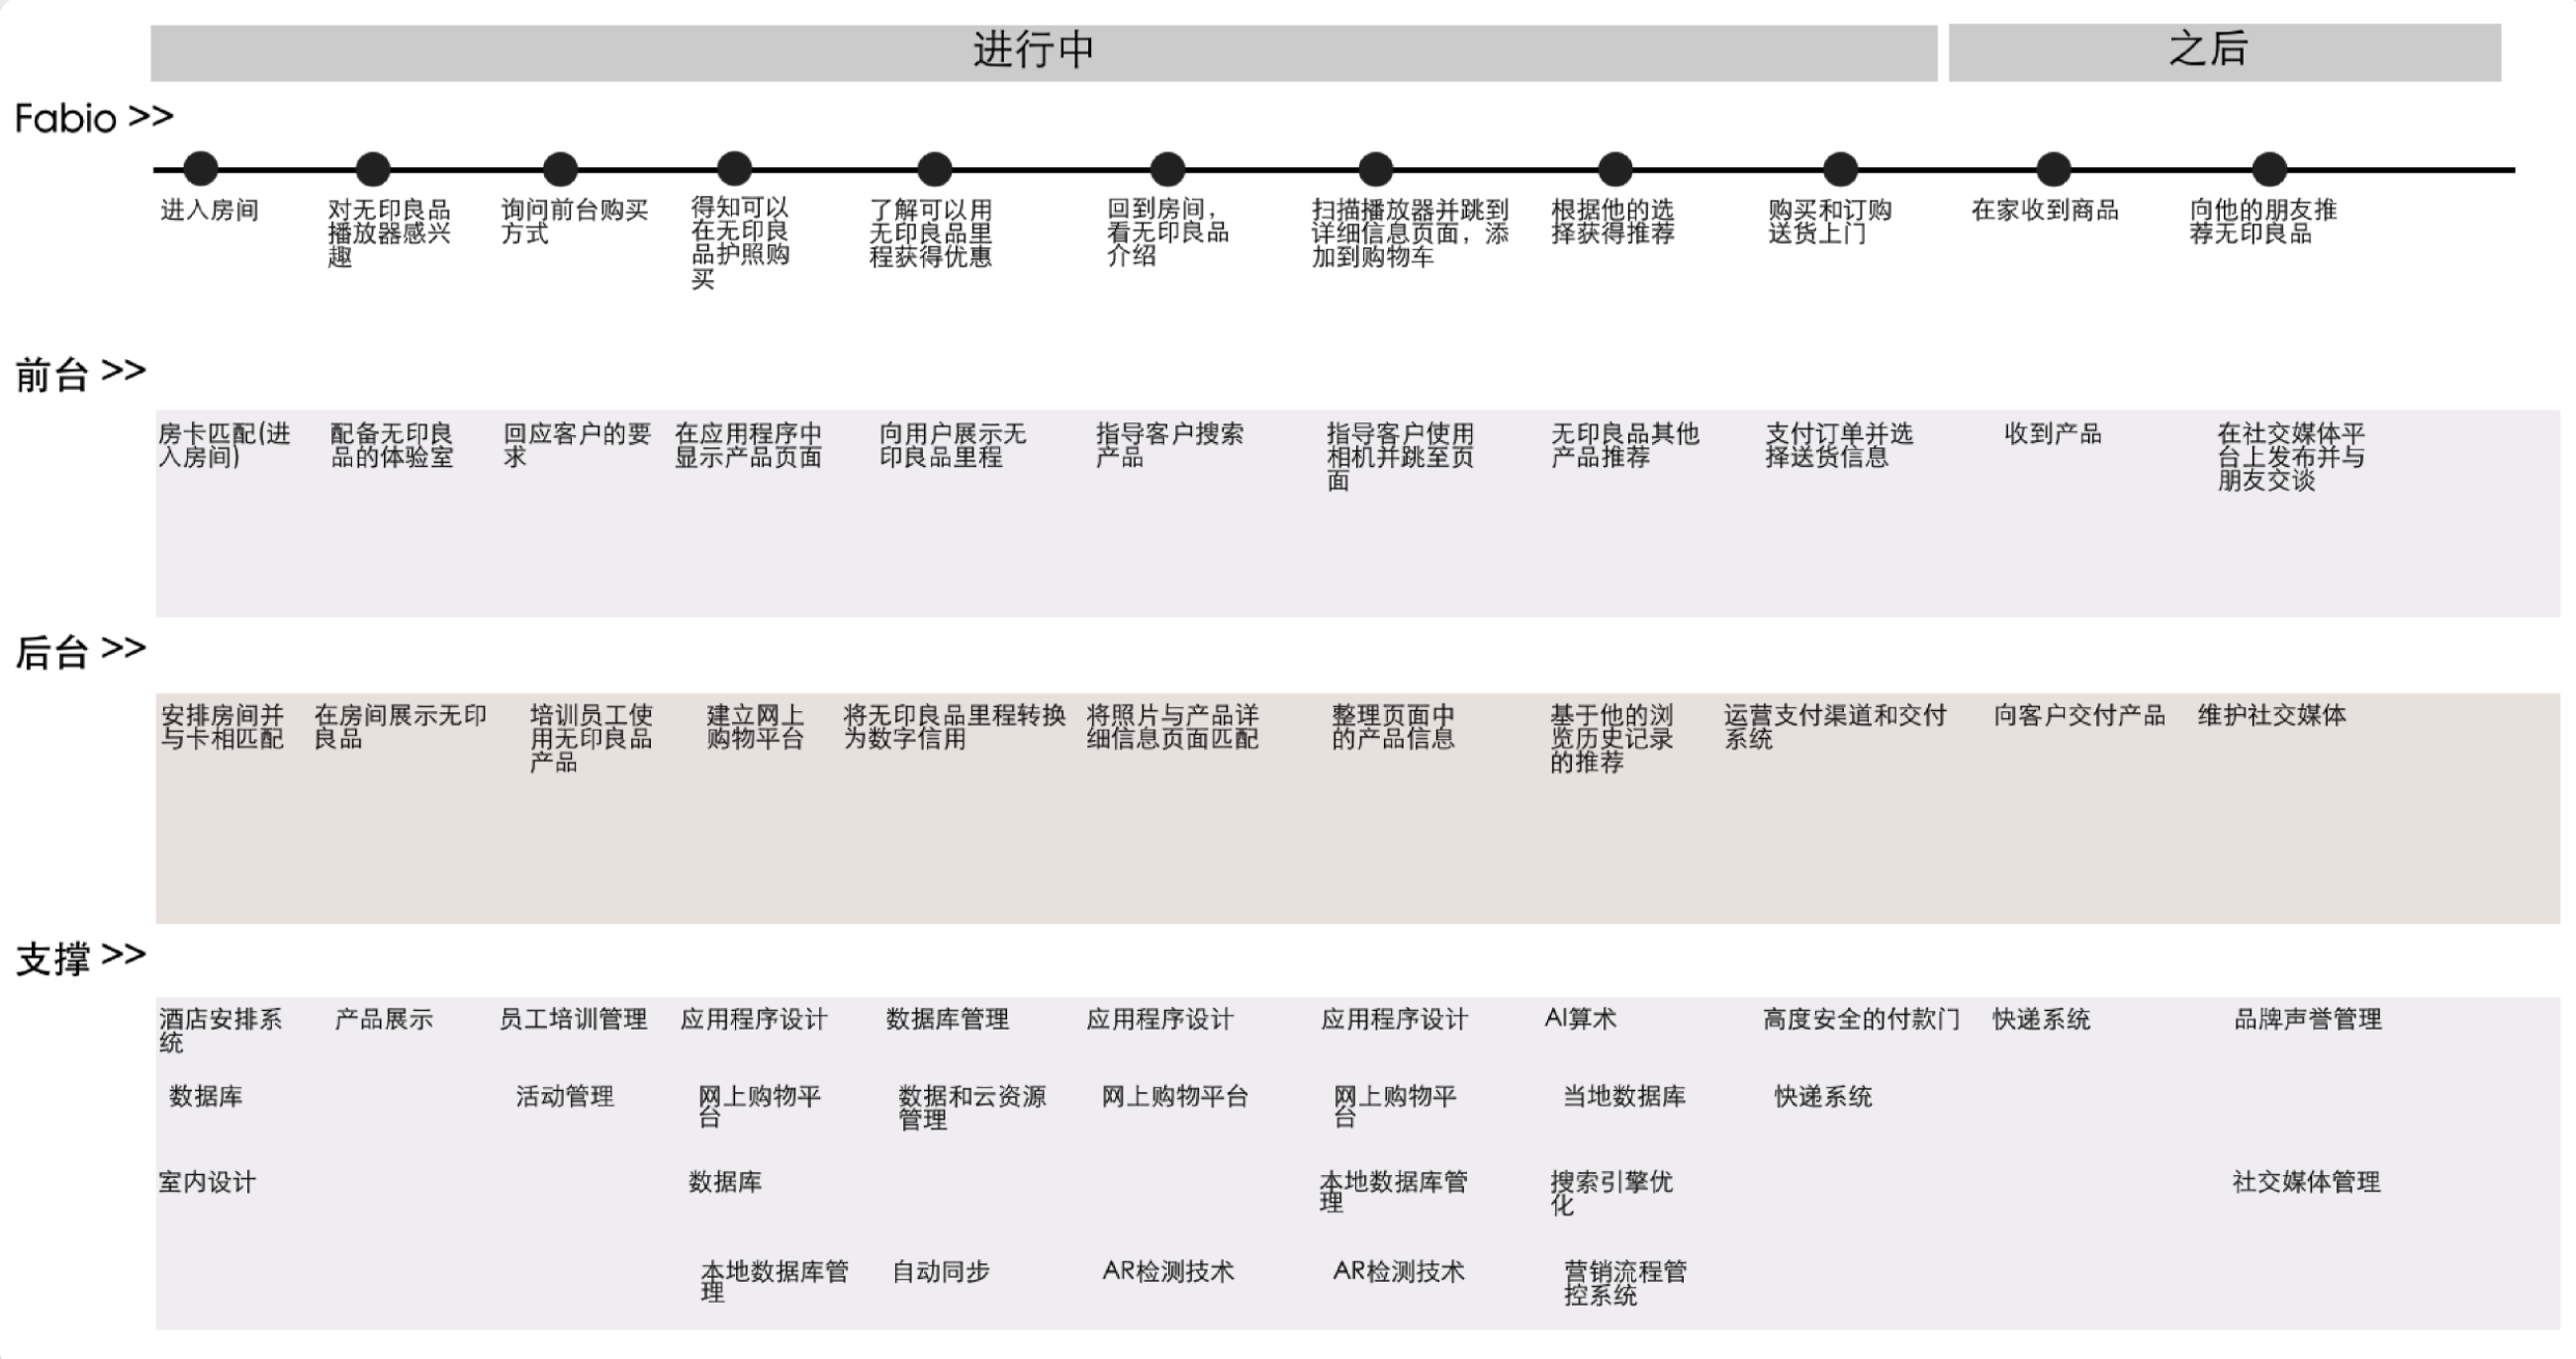 进行中
之后
Fabio >>
进入房间
对无印良品
播放器感兴
趣
询问前台购买
方式
得知可以
在无印良
品护照购
买
了解可以用
无印良品里
程获得优惠
回到房间，
看无印良品
介绍
扫描播放器并跳到
详细信息页面，添
加到购物车
根据他的选
择获得推荐
购买和订购
送货上门
在家收到商品
向他的朋友推
荐无印良品
前台 >>
房卡匹配(进
入房间)
配备无印良
品的体验室
回应客户的要
求
在应用程序中
显示产品页面
向用户展示无
印良品里程
指导客户搜索
产品
指导客户使用
相机并跳至页
面
无印良品其他
产品推荐
支付订单并选
择送货信息
收到产品
在社交媒体平
台上发布并与
朋友交谈
后台 >>
安排房间并
与卡相匹配
在房间展示无印
良品
培训员工使
用无印良品
产品
建立网上
购物平台
将无印良品里程转换
为数字信用
将照片与产品详
细信息页面匹配
整理页面中
的产品信息
基于他的浏
览历史记录
的推荐
运营支付渠道和交付
系统
向客户交付产品
维护社交媒体
支撑 >>
酒店安排系
统
产品展示
员工培训管理
应用程序设计
数据库管理
应用程序设计
应用程序设计
AI算术
高度安全的付款门
快递系统
品牌声誉管理
数据库
活动管理
网上购物平
台
数据和云资源
管理
网上购物平台
网上购物平
台
当地数据库
快递系统
室内设计
数据库
本地数据库管
理
搜索引擎优
化
社交媒体管理
本地数据库管
理
自动同步
AR检测技术
AR检测技术
营销流程管
控系统